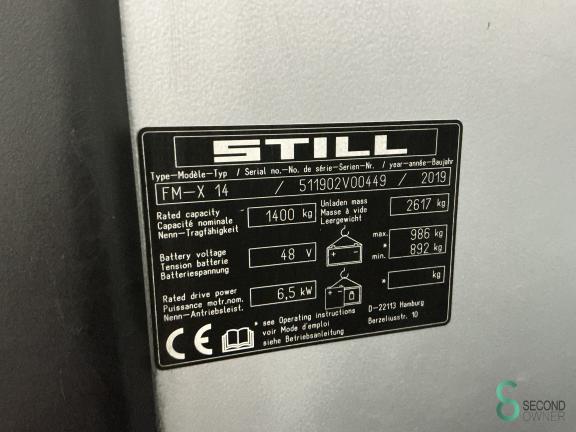 STILL
Type-Modèle-Typ / Serial no.-No. de série-Serien-Nr. / year-année-Baujahr
FM-X 14 / 511902V00449 / 2019
Rated capacity
Capacité nominale
Nenn-Tragfähigkeit
1400 kg
Unladen mass
Masse à vide
Leergewicht
2617 kg
Battery voltage
Tension batterie
Batteriespannung
48 V
max. 986 kg
* *
min. 892 kg
Rated drive power
Puissance motr.nom.
Nenn-Antriebsleist.
6,5 kW
* kg
* see Operating instructions
voir Mode d'emploi
siehe Betriebsanleitung
D-22113 Hamburg
Berzeliusstr. 10
CE
SECOND
OWNER